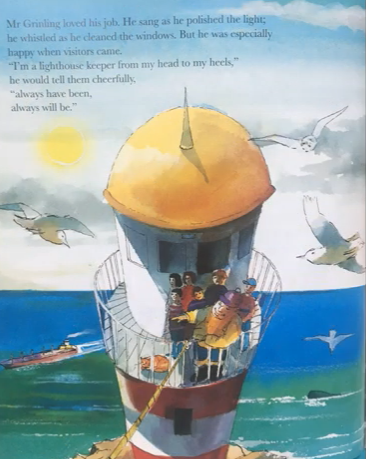 Mr Grinling loved his job. He sang as he polished the light;
he whistled as he cleaned the windows. But he was especially
happy when visitors came.
"I'm a lighthouse keeper from my head to my heels,"
he would tell them cheerfully,
"always have been,
always will be."